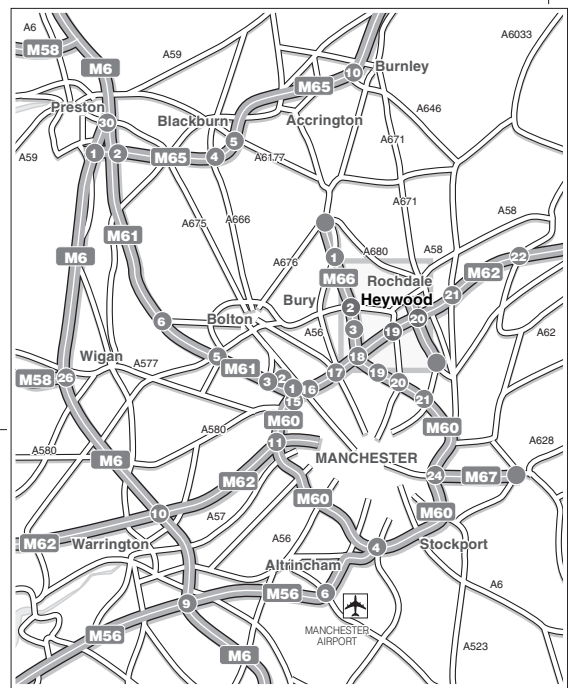 A6
A6033
M58
A59
M6
Burnley
10
M65
Preston
Blackburn
Accrington
A646
30
5
A671
A59
1
2
M65
4
A6177
A671
A675
A666
A58
M6
M61
A676
1
A680
A58
22
M66
Rochdale
M62
Bury
2
Heywood
21
6
Bolton
A56
3
19
20
A62
Wigan
5
18
A577
M61
17
M58
26
3
2
1
16
19
20
15
21
M60
M60
A580
A580
11
MANCHESTER
A628
M6
M62
24
M67
M60
10
A57
M60
M62
Warrington
A56
4
Stockport
Altrincham
M56
6
A6
9
M56
MANCHESTER
AIRPORT
A523
M6